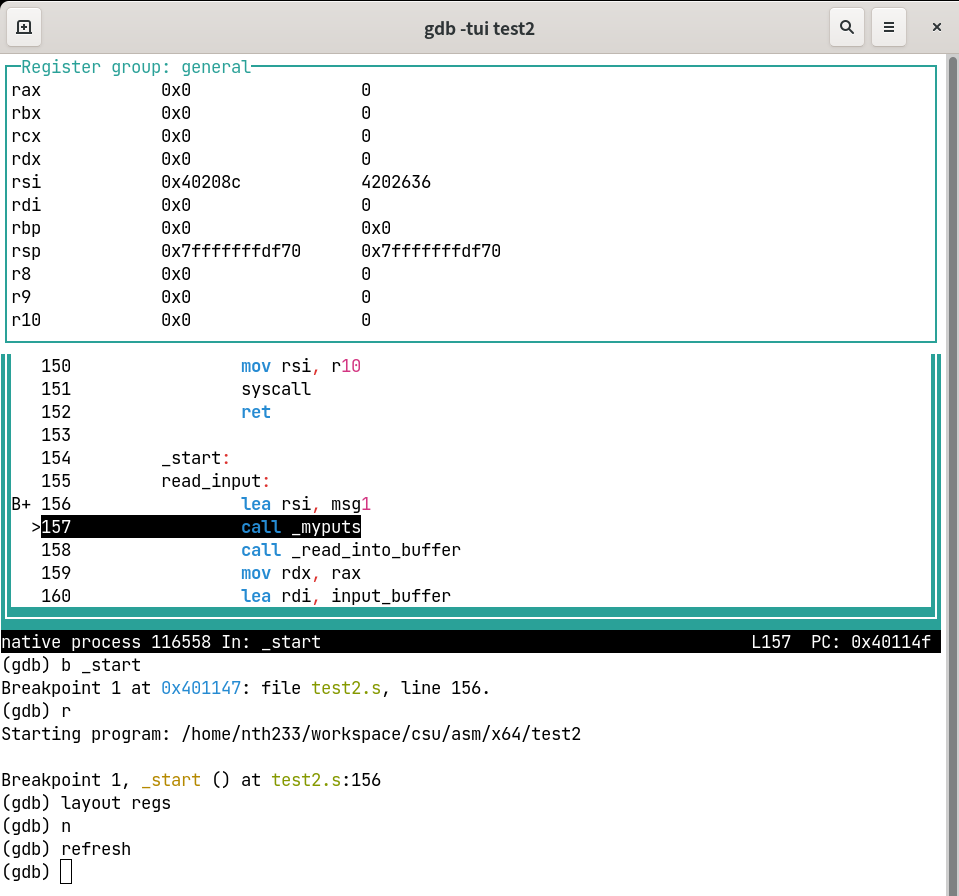 gdb -tui test2
Register group: general
rax 0x0 0
rbx 0x0 0
rcx 0x0 0
rdx 0x0 0
rsi 0x40208c 4202636
rdi 0x0 0
rbp 0x0 0x0
rsp 0x7fffffffdf70 0x7fffffffdf70
r8 0x0 0
r9 0x0 0
r10 0x0 0
150 mov rsi, r10
151 syscall
152 ret
153
154 _start:
155 read_input:
B+ 156 lea rsi, msg1
>157 call _myputs
158 call _read_into_buffer
159 mov rdx, rax
160 lea rdi, input_buffer
native process 116558 In: _start L157 PC: 0x40114f
(gdb) b _start
Breakpoint 1 at 0x401147: file test2.s, line 156.
(gdb) r
Starting program: /home/nth233/workspace/csu/asm/x64/test2
Breakpoint 1, _start () at test2.s:156
(gdb) layout regs
(gdb) n
(gdb) refresh
(gdb)